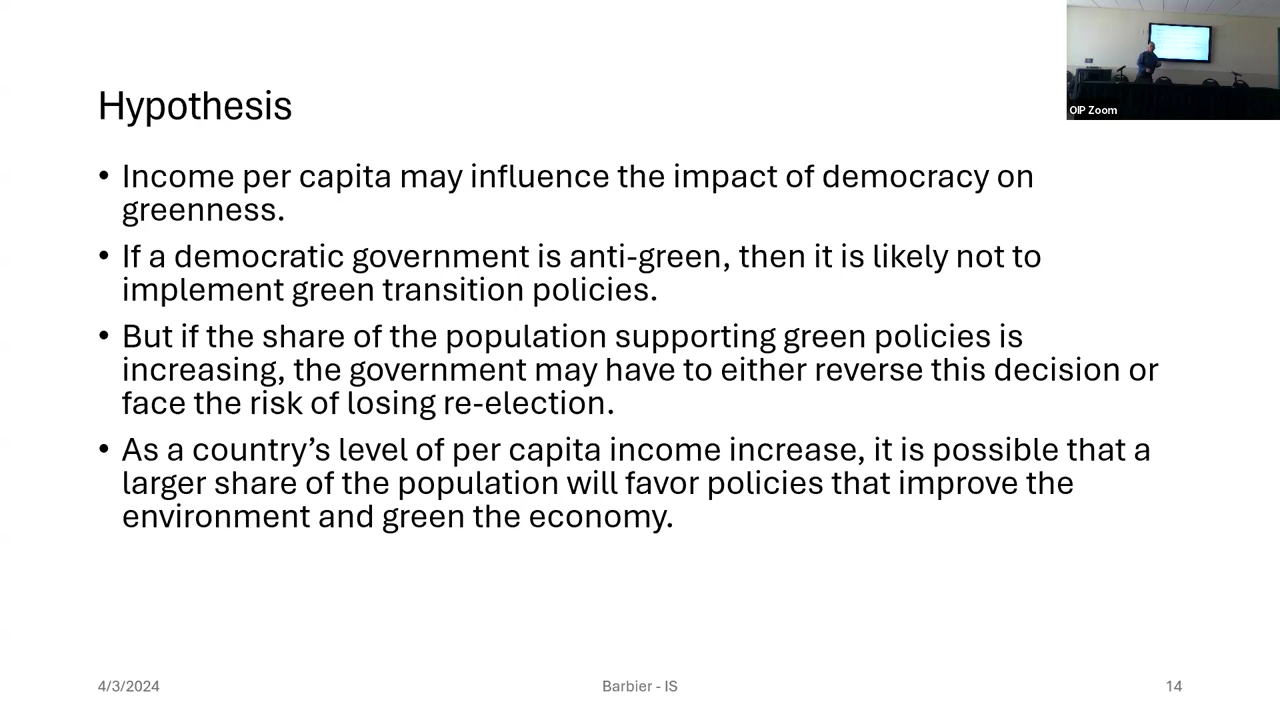 OIP Zoom
Hypothesis
• Income per capita may influence the impact of democracy on
greenness.
• If a democratic government is anti-green, then it is likely not to
implement green transition policies.
• But if the share of the population supporting green policies is
increasing, the government may have to either reverse this decision or
face the risk of losing re-election.
• As a country’s level of per capita income increase, it is possible that a
larger share of the population will favor policies that improve the
environment and green the economy.
4/3/2024
Barbier - IS
14